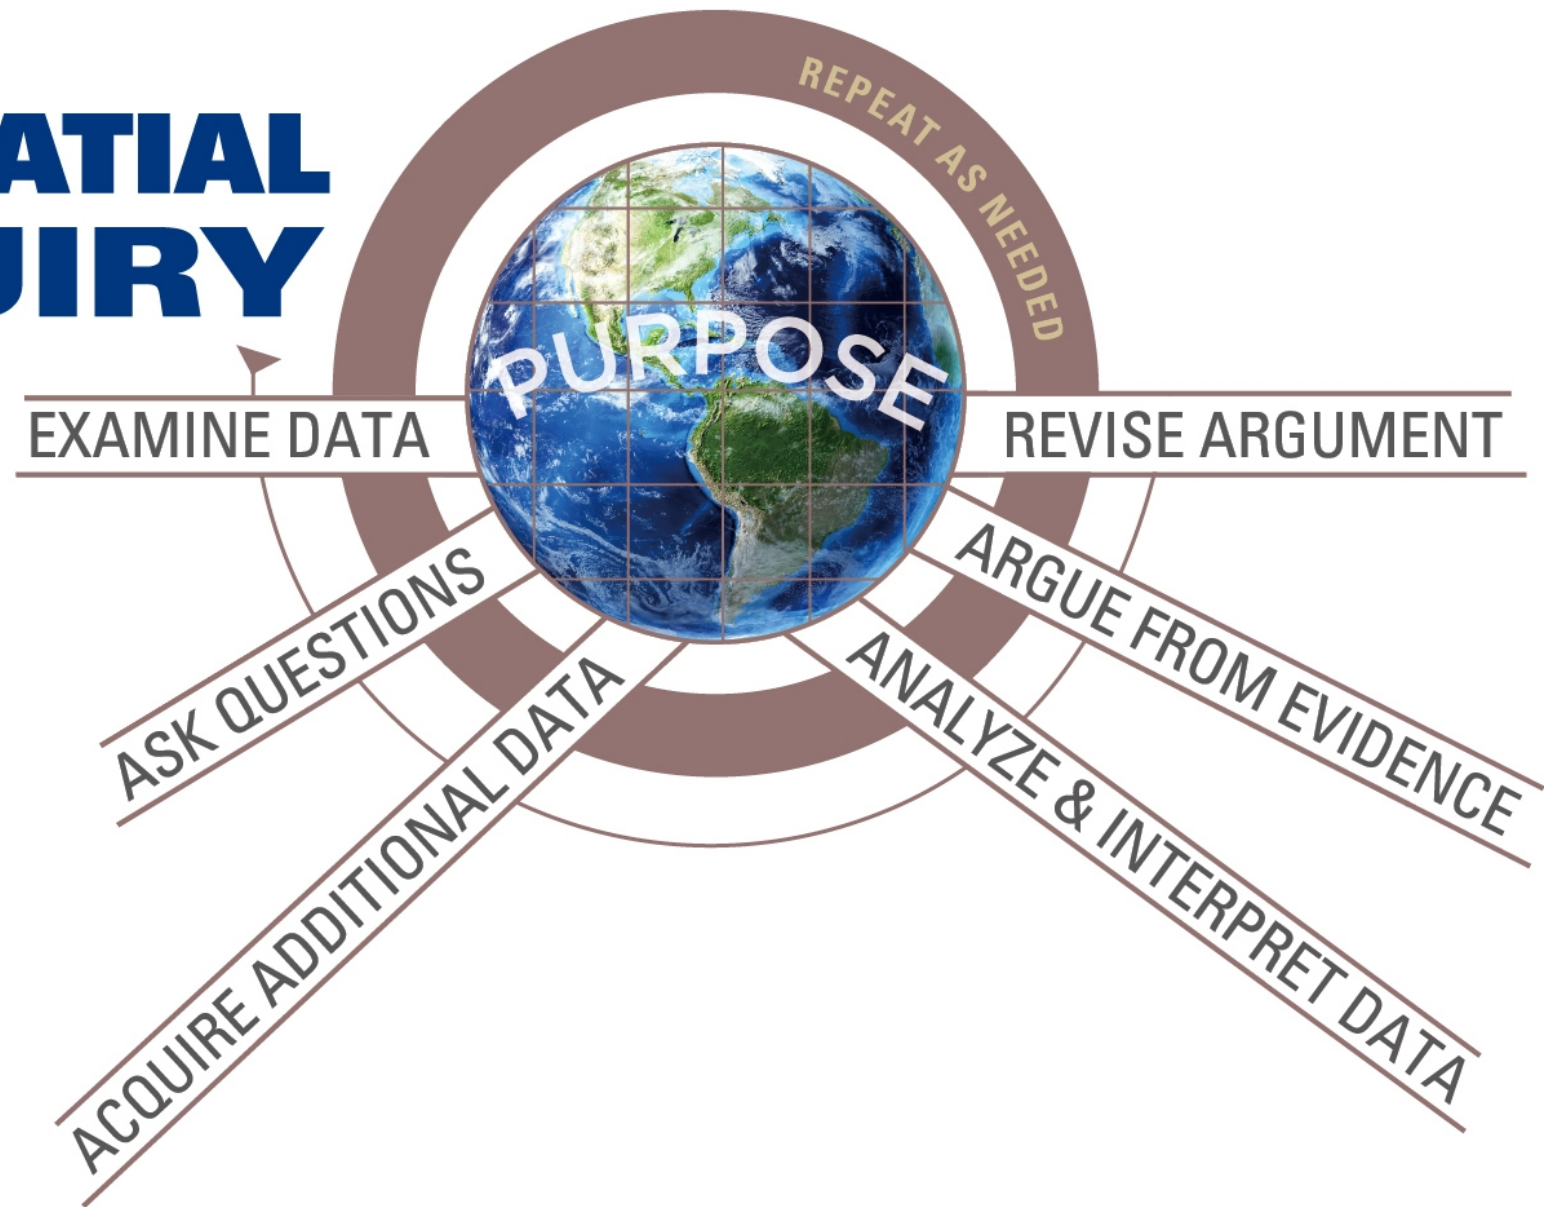 ATIAL
UIRY
REPEAT AS NEEDED
PURPOSE
EXAMINE DATA
ASK QUESTIONS
ACQUIRE ADDITIONAL DATA
ANALYZE & INTERPRET DATA
ARGUE FROM EVIDENCE
REVISE ARGUMENT